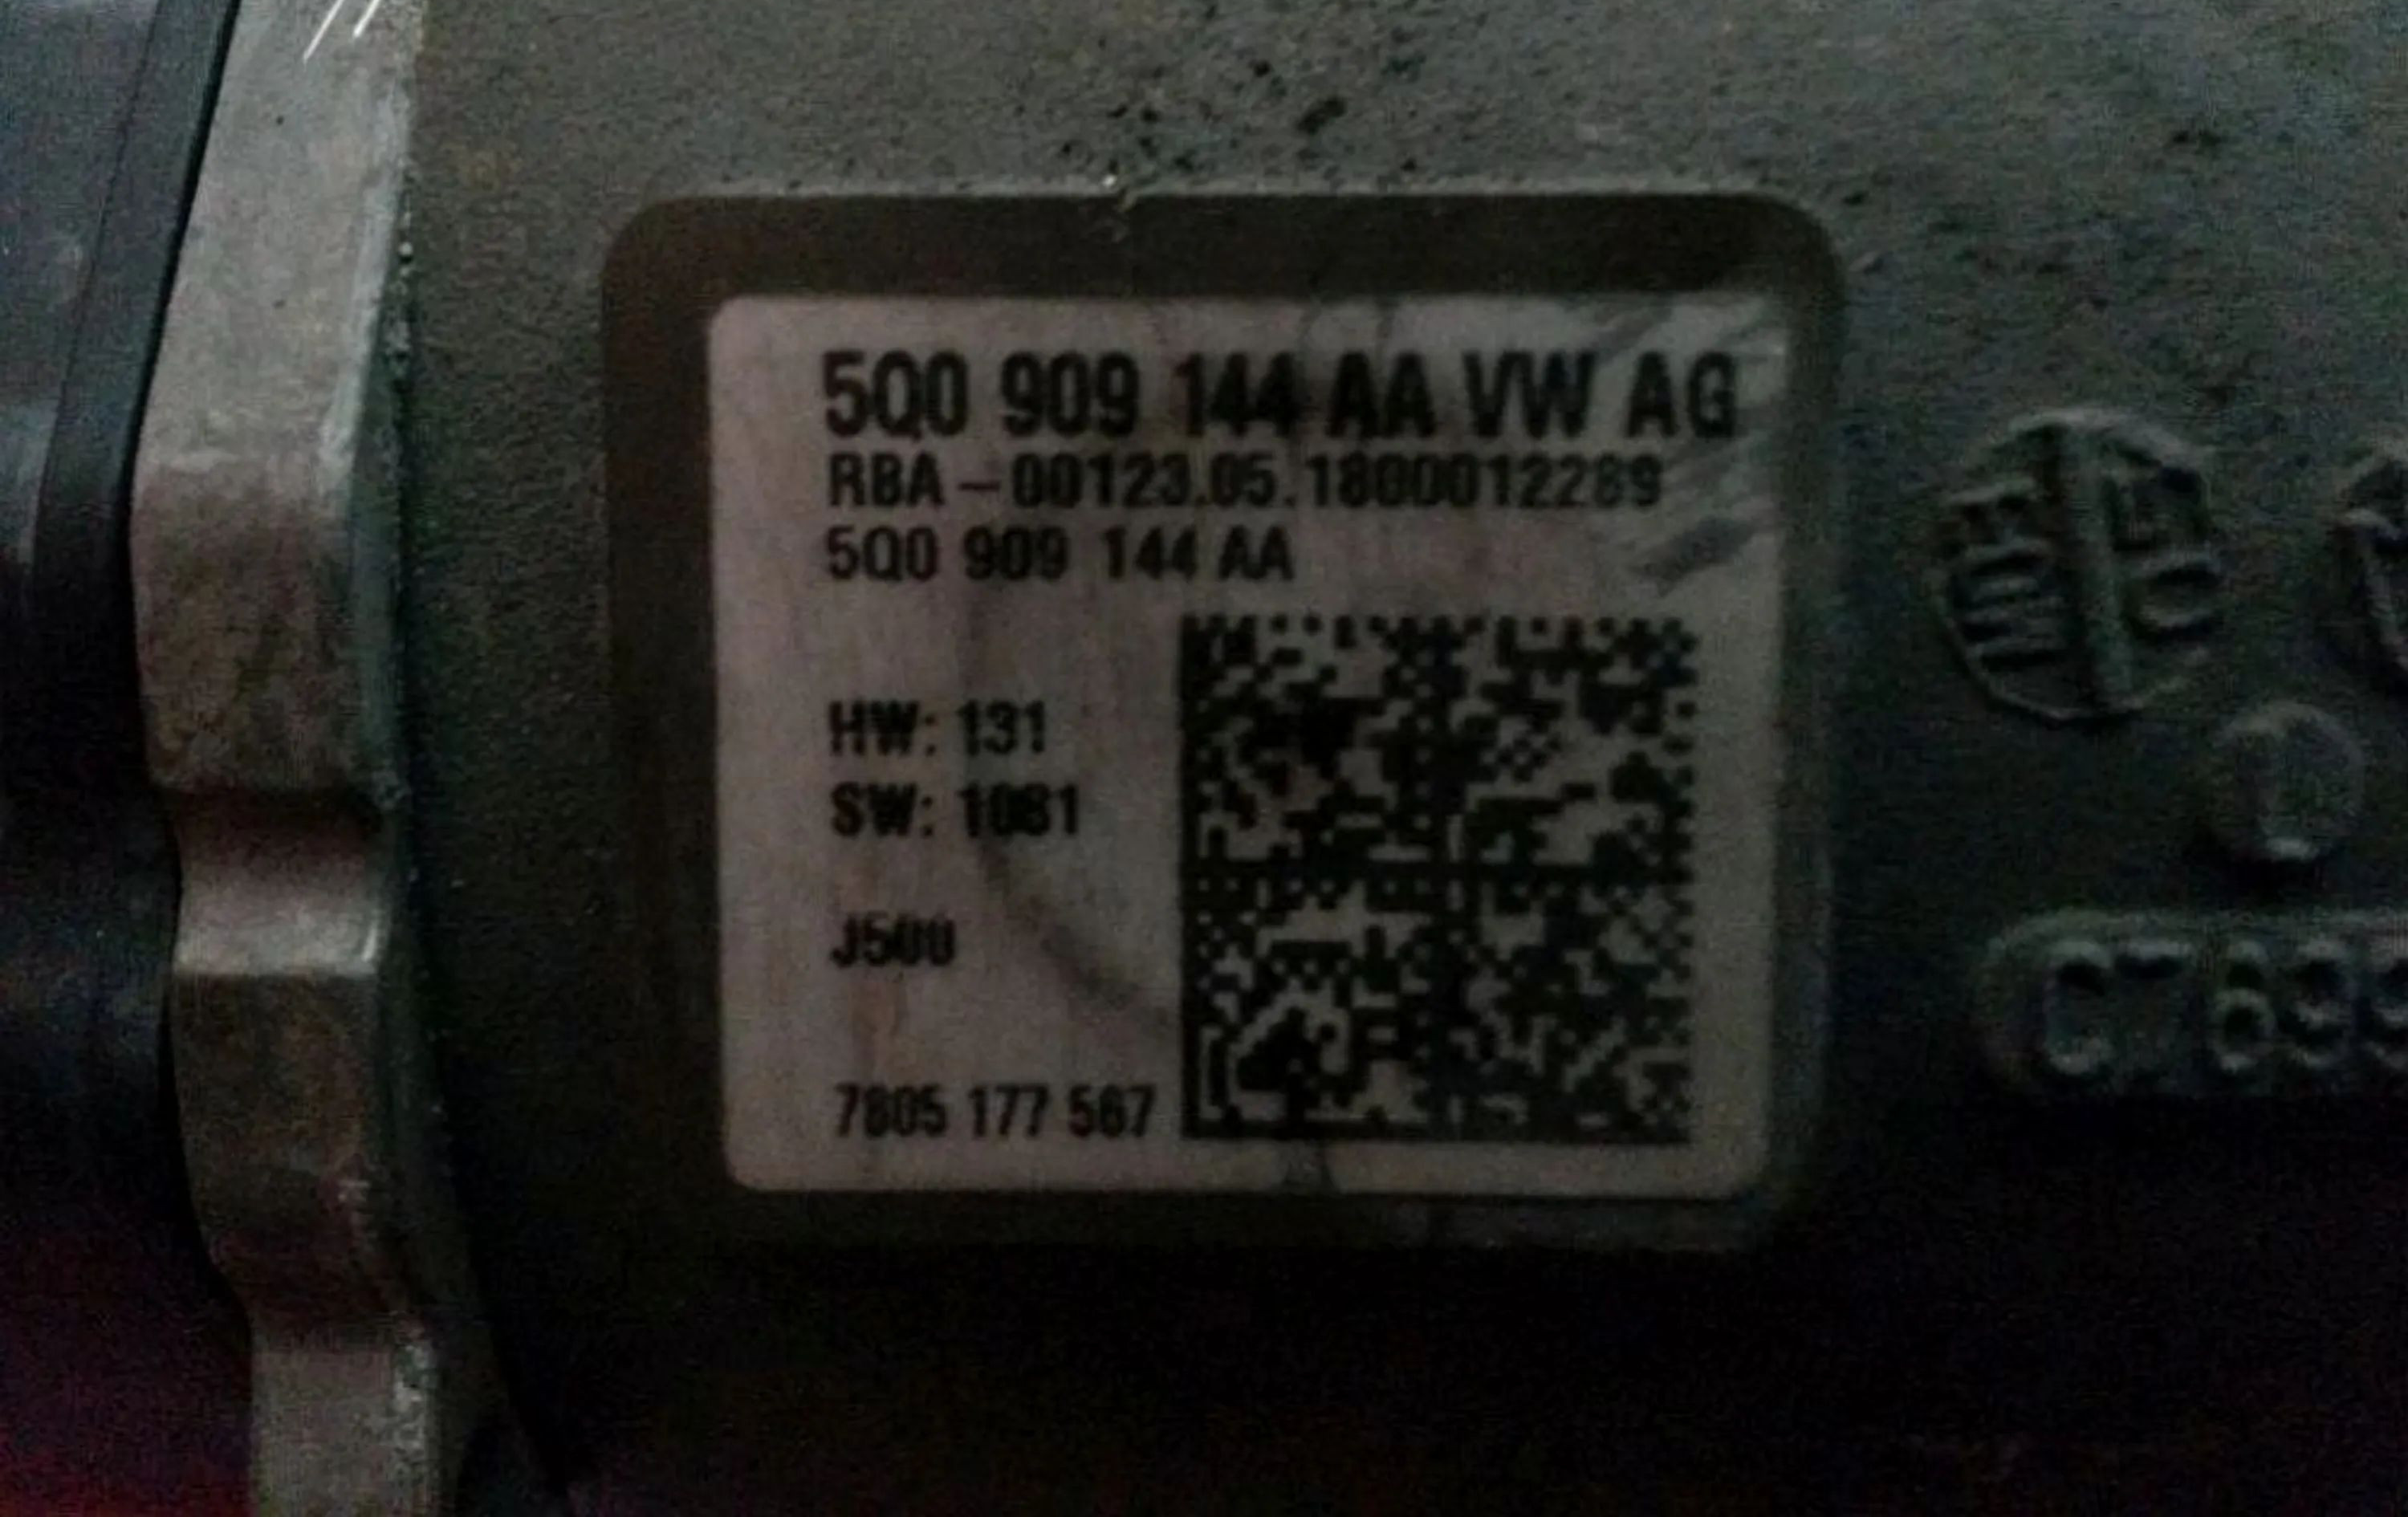 5Q0 909 144 AA VW AG
RBA-00123.05.1800012289
5Q0 909 144 AA
HW: 131
SW: 1081
J500
7805 177 567